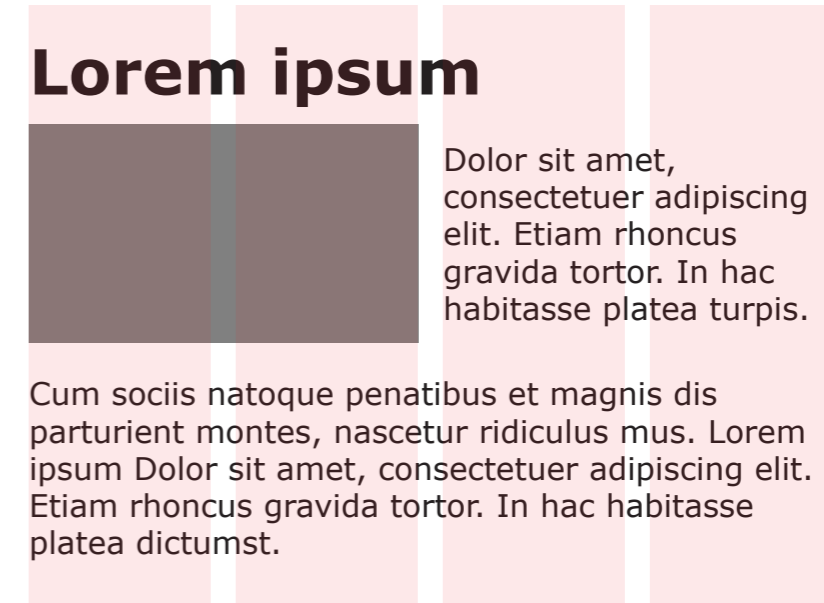 Lorem ipsum
Dolor sit amet,
consectetuer adipiscing
elit. Etiam rhoncus
gravida tortor. In hac
habitasse platea turpis.
Cum sociis natoque penatibus et magnis dis
parturient montes, nascetur ridiculus mus. Lorem
ipsum Dolor sit amet, consectetuer adipiscing elit.
Etiam rhoncus gravida tortor. In hac habitasse
platea dictumst.